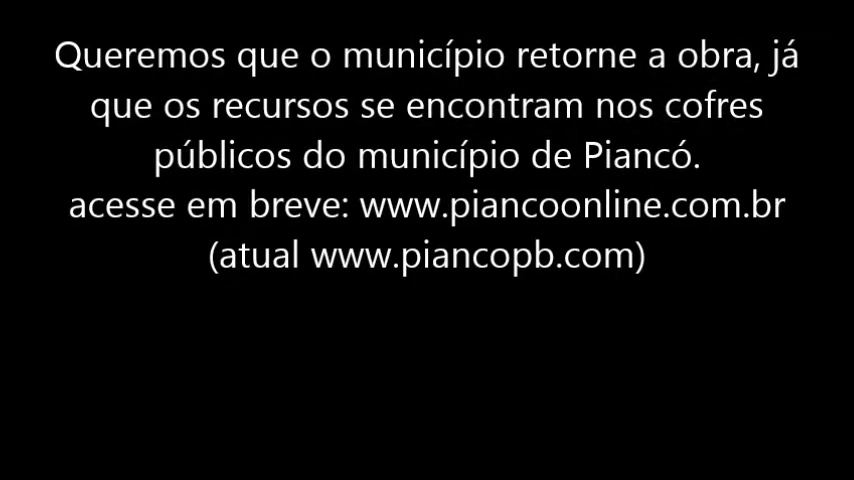 Queremos que o município retorne a obra, já
que os recursos se encontram nos cofres
públicos do município de Piancó.
acesse em breve: www.piancoonline.com.br
(atual www.piancopb.com)